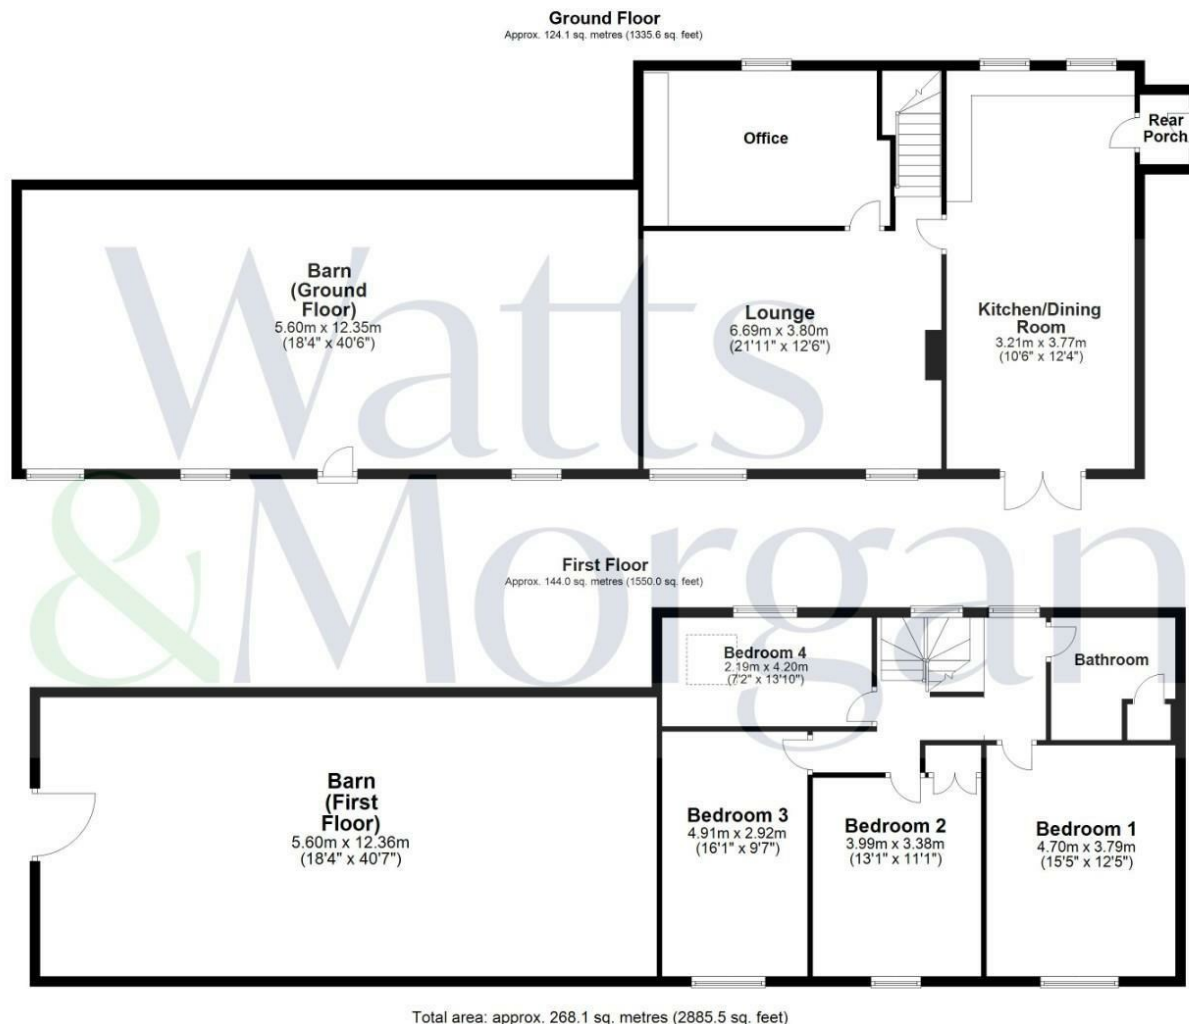 Ground Floor
Approx. 124.1 sq. metres (1335.6 sq. feet)
Office
Rear
Porch
Barn
(Ground
Floor)
5.60m x 12.35m
(18'4" x 40'6")
Lounge
6.69m x 3.80m
(21'11" x 12'6")
Kitchen/Dining
Room
3.21m x 3.77m
(10'6" x 12'4")
Watts
&Morgan
First Floor
Approx. 144.0 sq. metres (1550.0 sq. feet)
Bedroom 4
2.19m x 4.20m
(7'2" x 13'10")
Bathroom
Barn
(First
Floor)
5.60m x 12.36m
(18'4" x 40'7")
Bedroom 3
4.91m x 2.92m
(16'1" x 9'7")
Bedroom 2
3.99m x 3.38m
(13'1" x 11'1")
Bedroom 1
4.70m x 3.79m
(15'5" x 12'5")
Total area: approx. 268.1 sq. metres (2885.5 sq. feet)